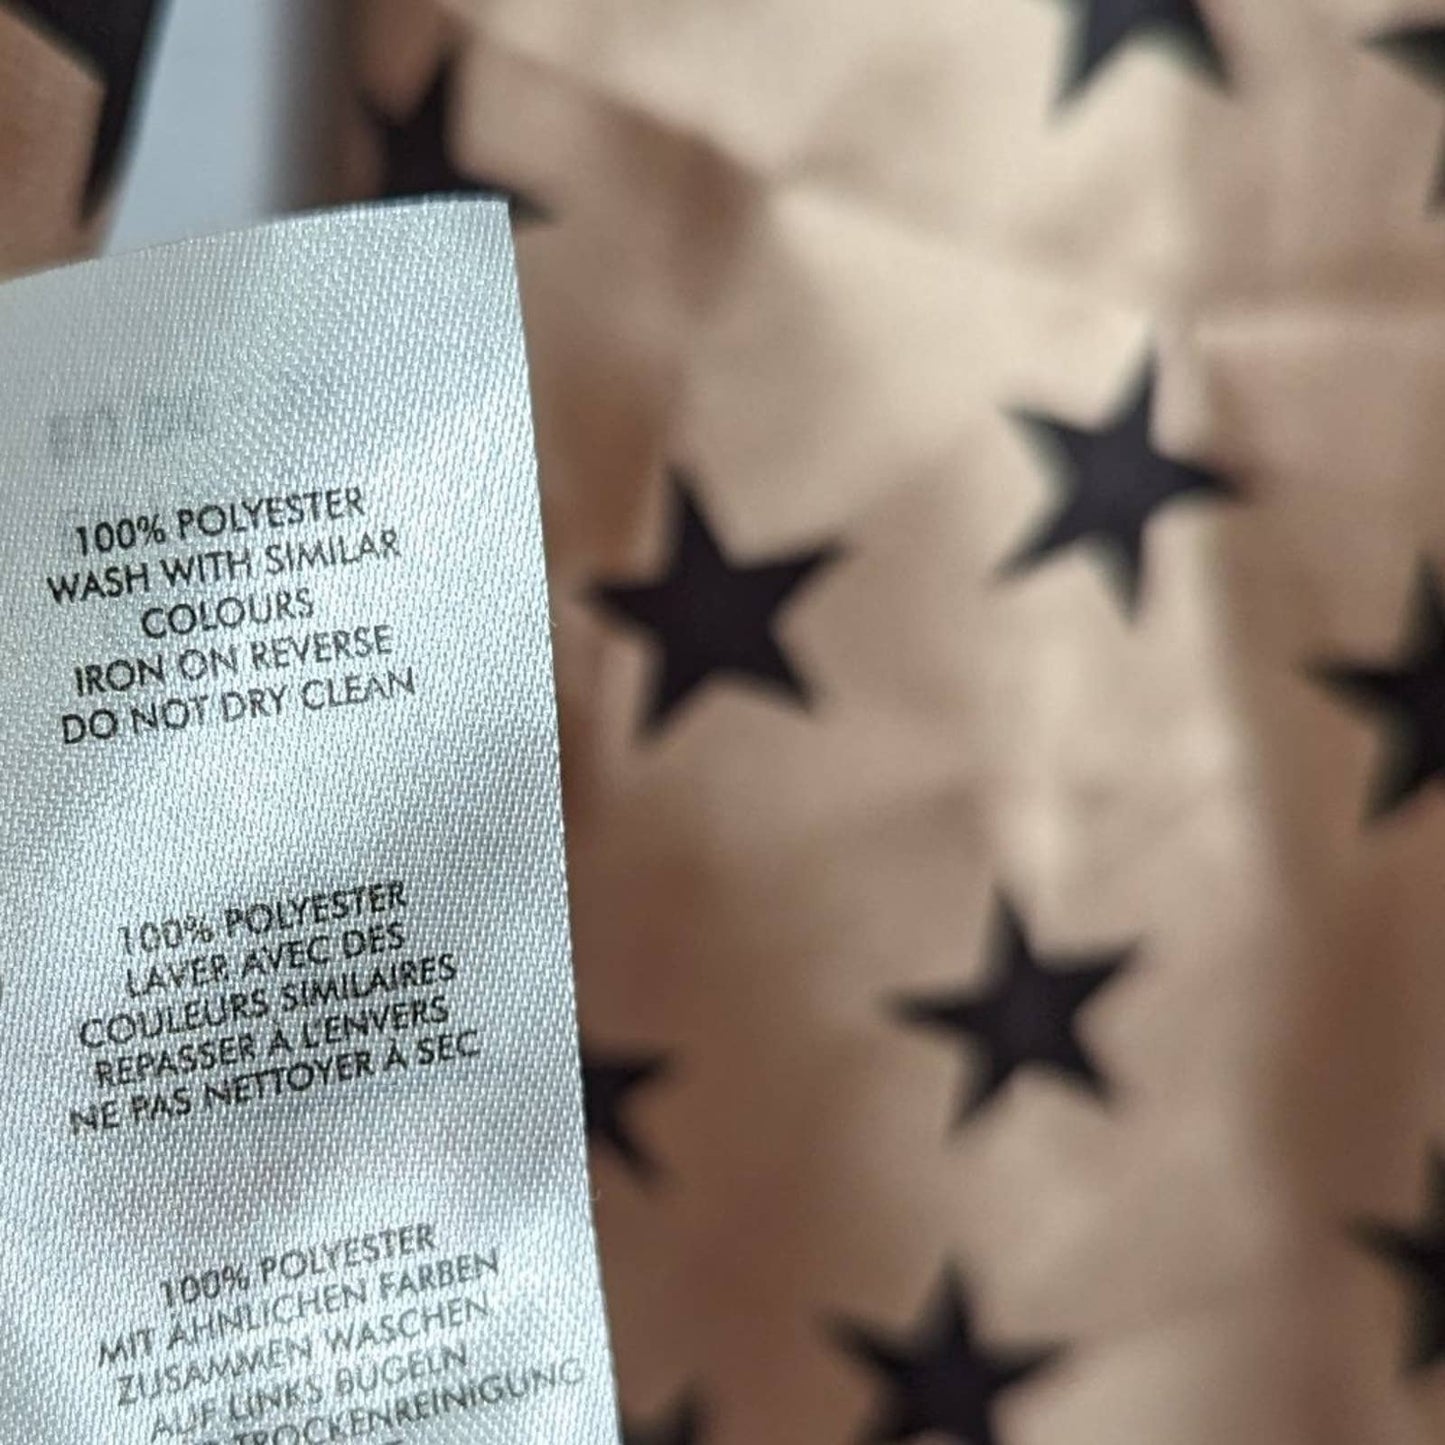 100% POLYESTER
WASH WITH SIMILAR
COLOURS
IRON ON REVERSE
DO NOT DRY CLEAN
100% POLYESTER
LAVER AVEC DES
COULEURS SIMILAIRES
REPASSER À L'ENVERS
NE PAS NETTOYER À SEC
100% POLYESTER
MIT ÄHNLICHEN FARBEN
ZUSAMMEN WASCHEN
AUF LINKS BÜGELN
TROCKENREINIGUNG